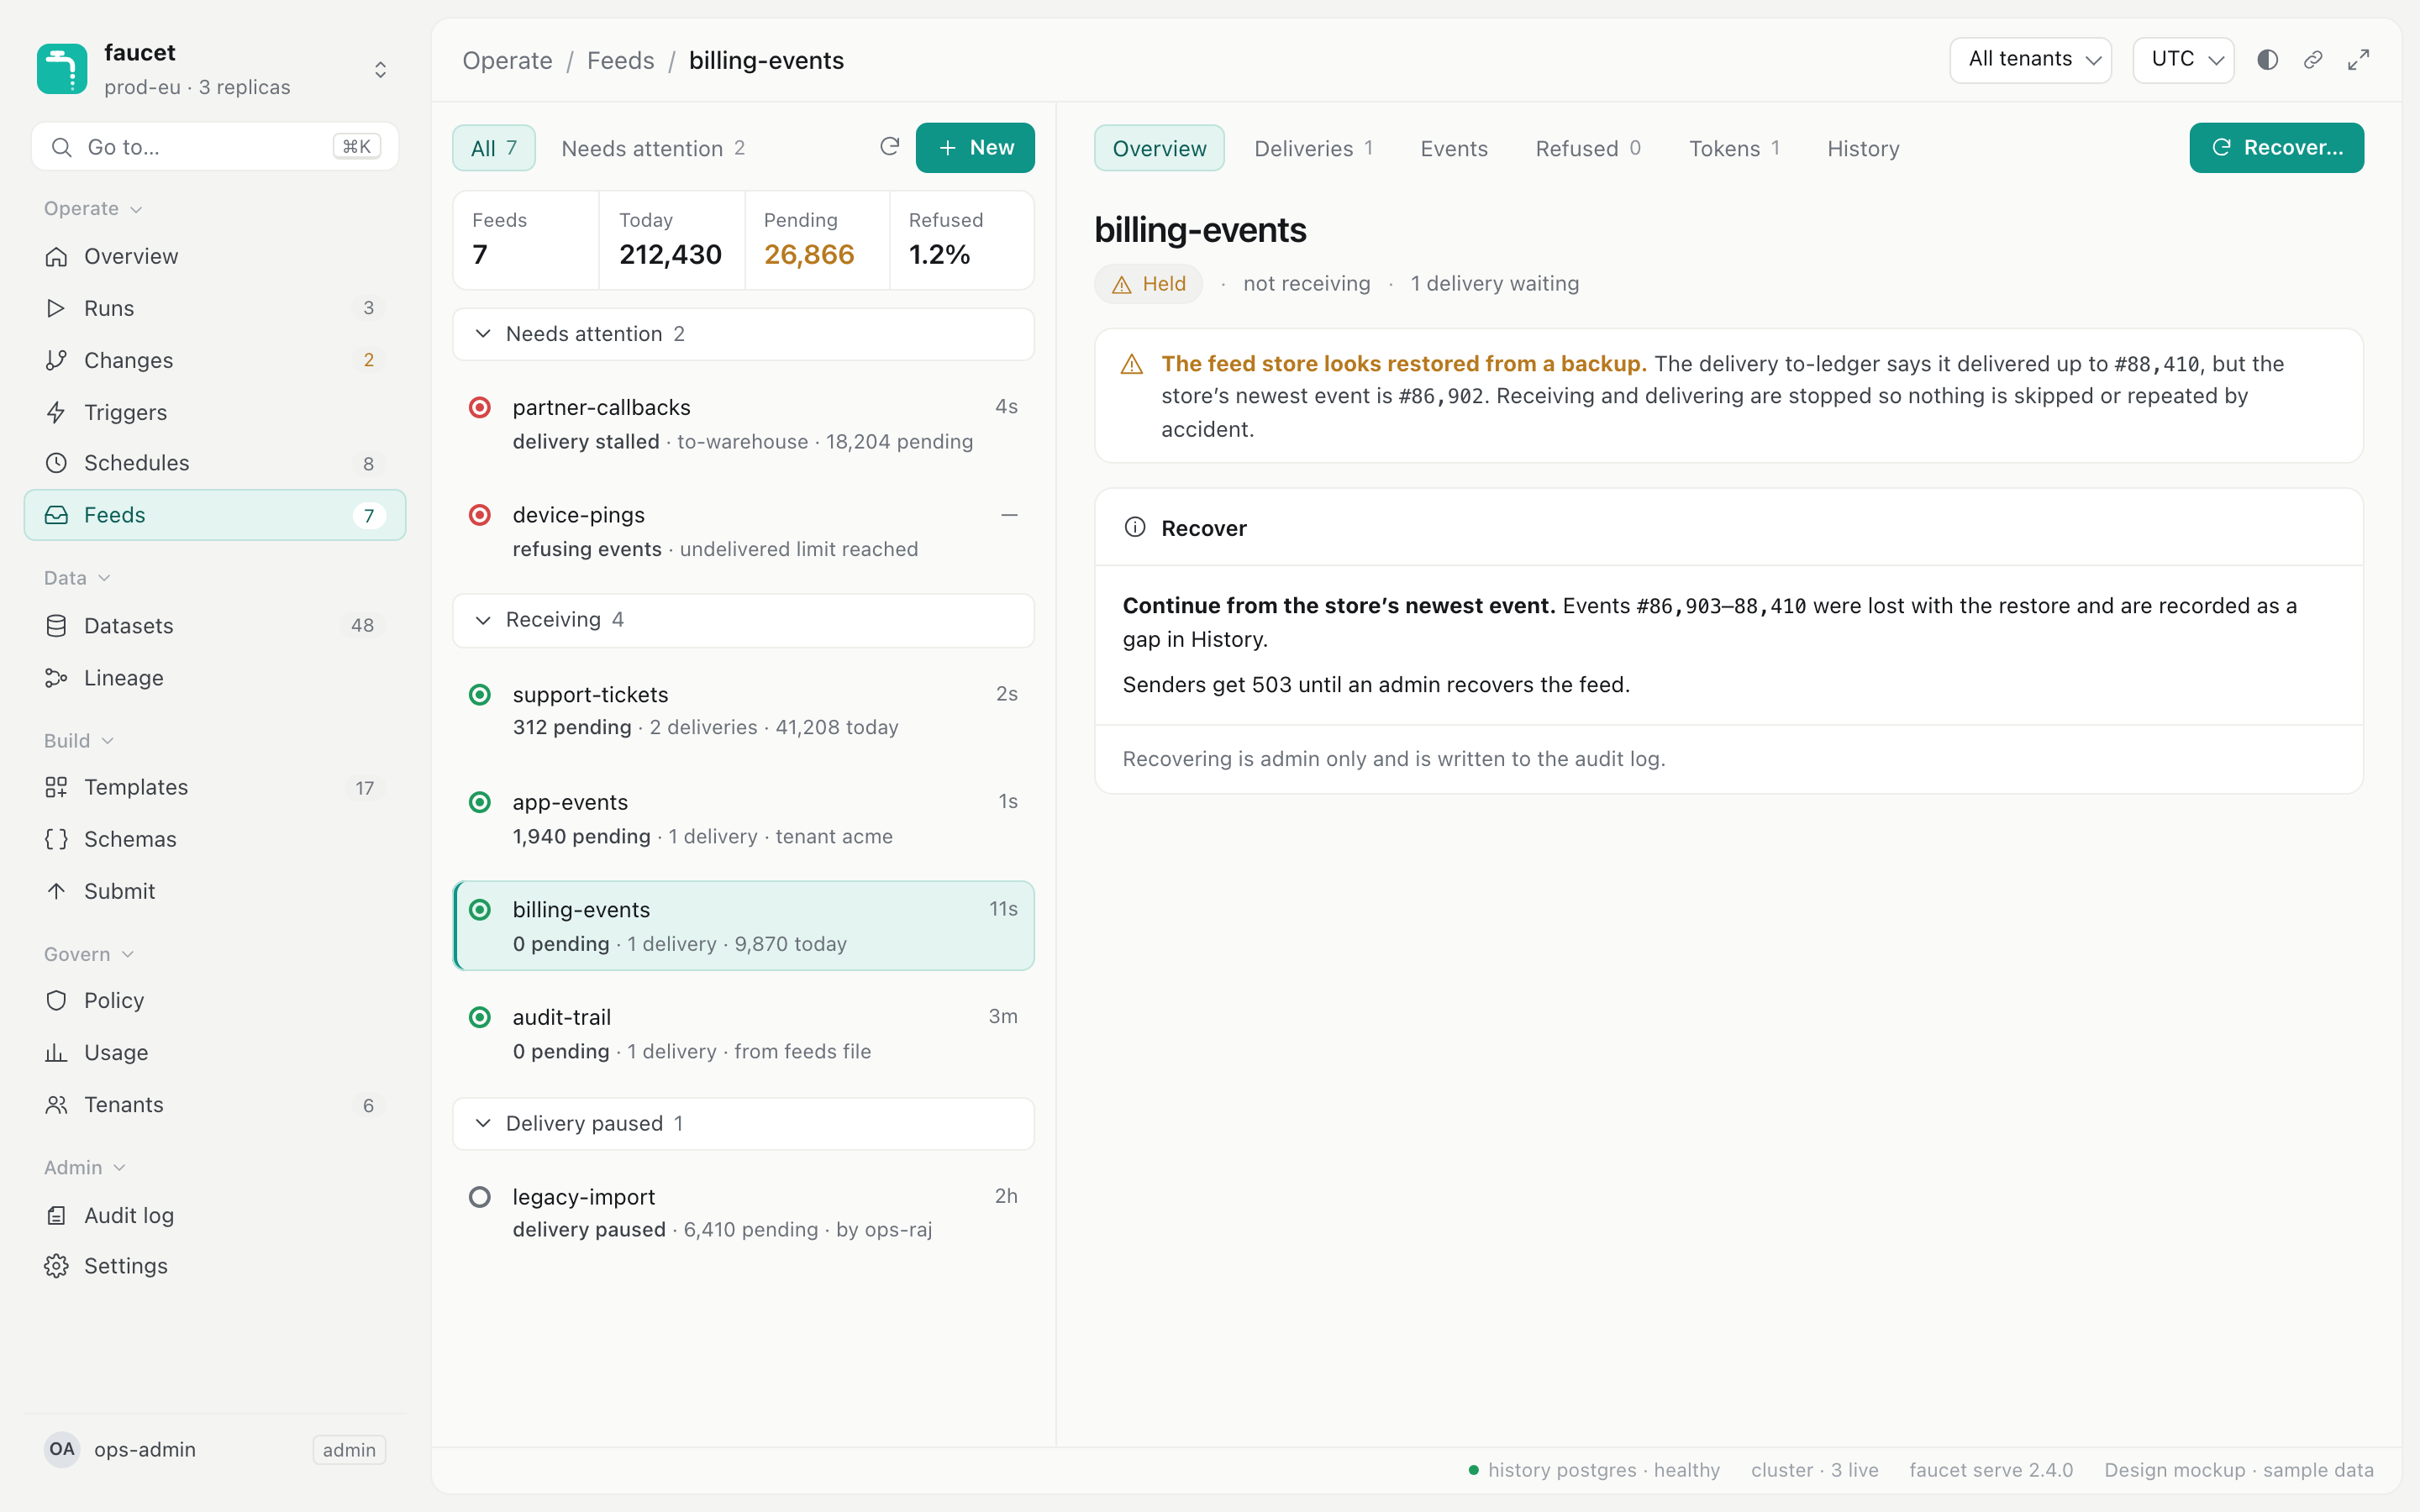 faucet
prod-eu · 3 replicas
Go to...
⌘K
Operate
Overview
Runs 3
Changes 2
Triggers
Schedules 8
Feeds 7
Data
Datasets 48
Lineage
Build
Templates 17
Schemas
Submit
Govern
Policy
Usage
Tenants 6
Admin
Audit log
Settings
OA ops-admin admin
Operate / Feeds / billing-events
All tenants
UTC
All 7 Needs attention 2 New
Feeds Today Pending Refused
7 212,430 26,866 1.2%
Needs attention 2
partner-callbacks 4s
delivery stalled · to-warehouse · 18,204 pending
device-pings —
refusing events · undelivered limit reached
Receiving 4
support-tickets 2s
312 pending · 2 deliveries · 41,208 today
app-events 1s
1,940 pending · 1 delivery · tenant acme
billing-events 11s
0 pending · 1 delivery · 9,870 today
audit-trail 3m
0 pending · 1 delivery · from feeds file
Delivery paused 1
legacy-import 2h
delivery paused · 6,410 pending · by ops-raj
Overview Deliveries 1 Events Refused 0 Tokens 1 History Recover...
billing-events
Held · not receiving · 1 delivery waiting
The feed store looks restored from a backup. The delivery to-ledger says it delivered up to #88,410, but the
store’s newest event is #86,902. Receiving and delivering are stopped so nothing is skipped or repeated by
accident.
Recover
Continue from the store’s newest event. Events #86,903–88,410 were lost with the restore and are recorded as a
gap in History.
Senders get 503 until an admin recovers the feed.
Recovering is admin only and is written to the audit log.
history postgres · healthy cluster · 3 live faucet serve 2.4.0 Design mockup · sample data